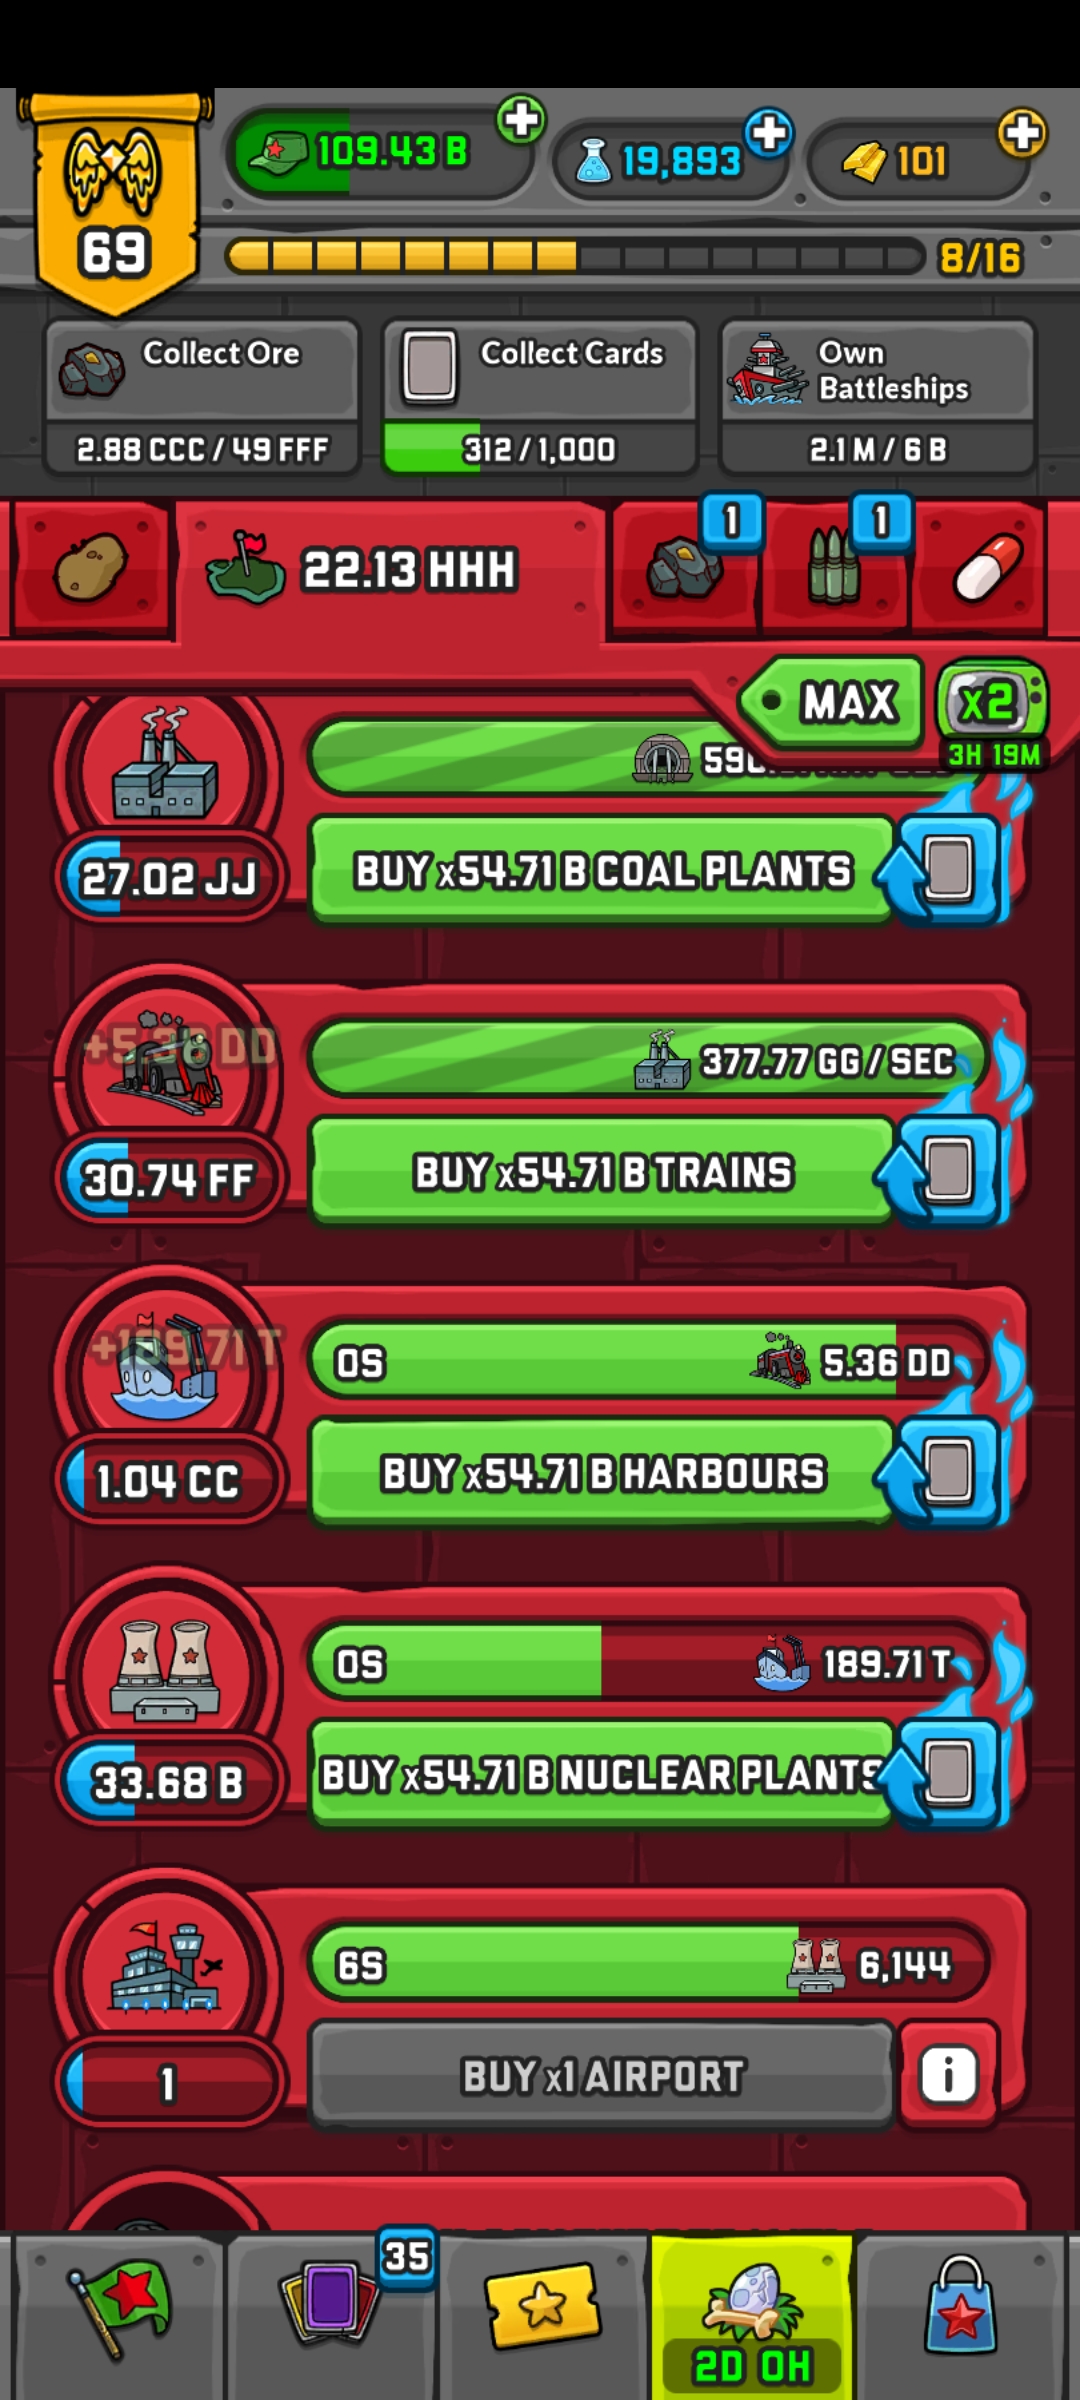 109.43 B
19,893
101
69
8/16
Collect Ore
2.88 CCC / 49 FFF
Collect Cards
312 / 1,000
Own
Battleships
2.1 M / 6 B
22.13 HHH
1
1
MAX
x2
3H 19M
27.02 JJ
BUY x54.71 B COAL PLANTS
+5.36 DD
377.77 GG / SEC
30.74 FF
BUY x54.71 B TRAINS
+189.71 T
0S
5.36 DD
1.04 CC
BUY x54.71 B HARBOURS
0S
189.71 T
33.68 B
BUY x54.71 B NUCLEAR PLANTS
6S
6,144
1
BUY x1 AIRPORT
i
35
2D 0H